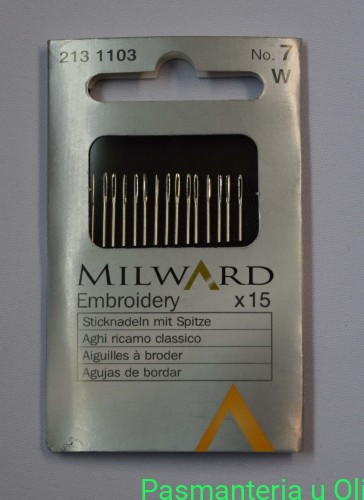 213 1103 No. 7
W
MILWARD
Embroidery x15
Sticknadeln mit Spitze
Aghi ricamo classico
Aiguilles à broder
Agujas de bordar
Pasmanteria u Oli